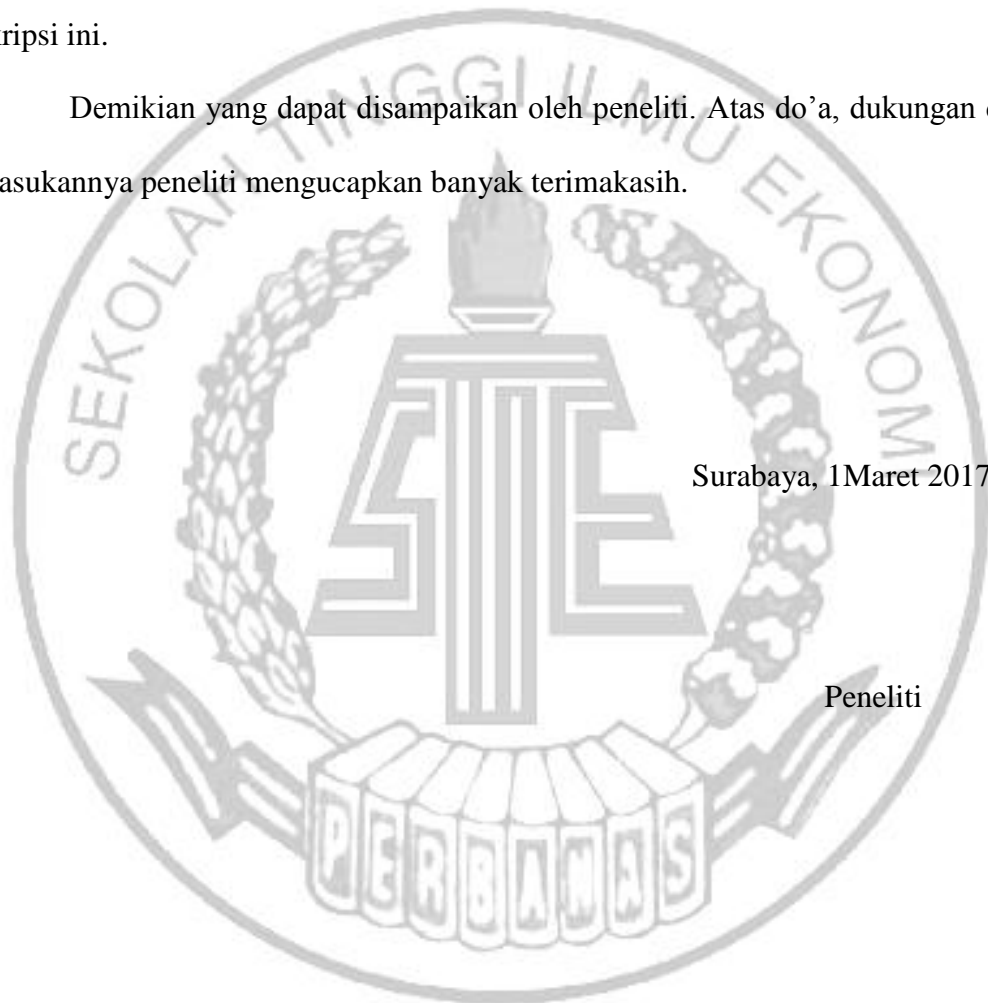 kripsi ini.
Demikian yang dapat disampaikan oleh peneliti. Atas do’a, dukungan
asukannya peneliti mengucapkan banyak terimakasih.
SEKOLAH TINGGI ILMU EKONOM
STIE
Surabaya, 1Maret 2017
Peneliti
PERBANAS